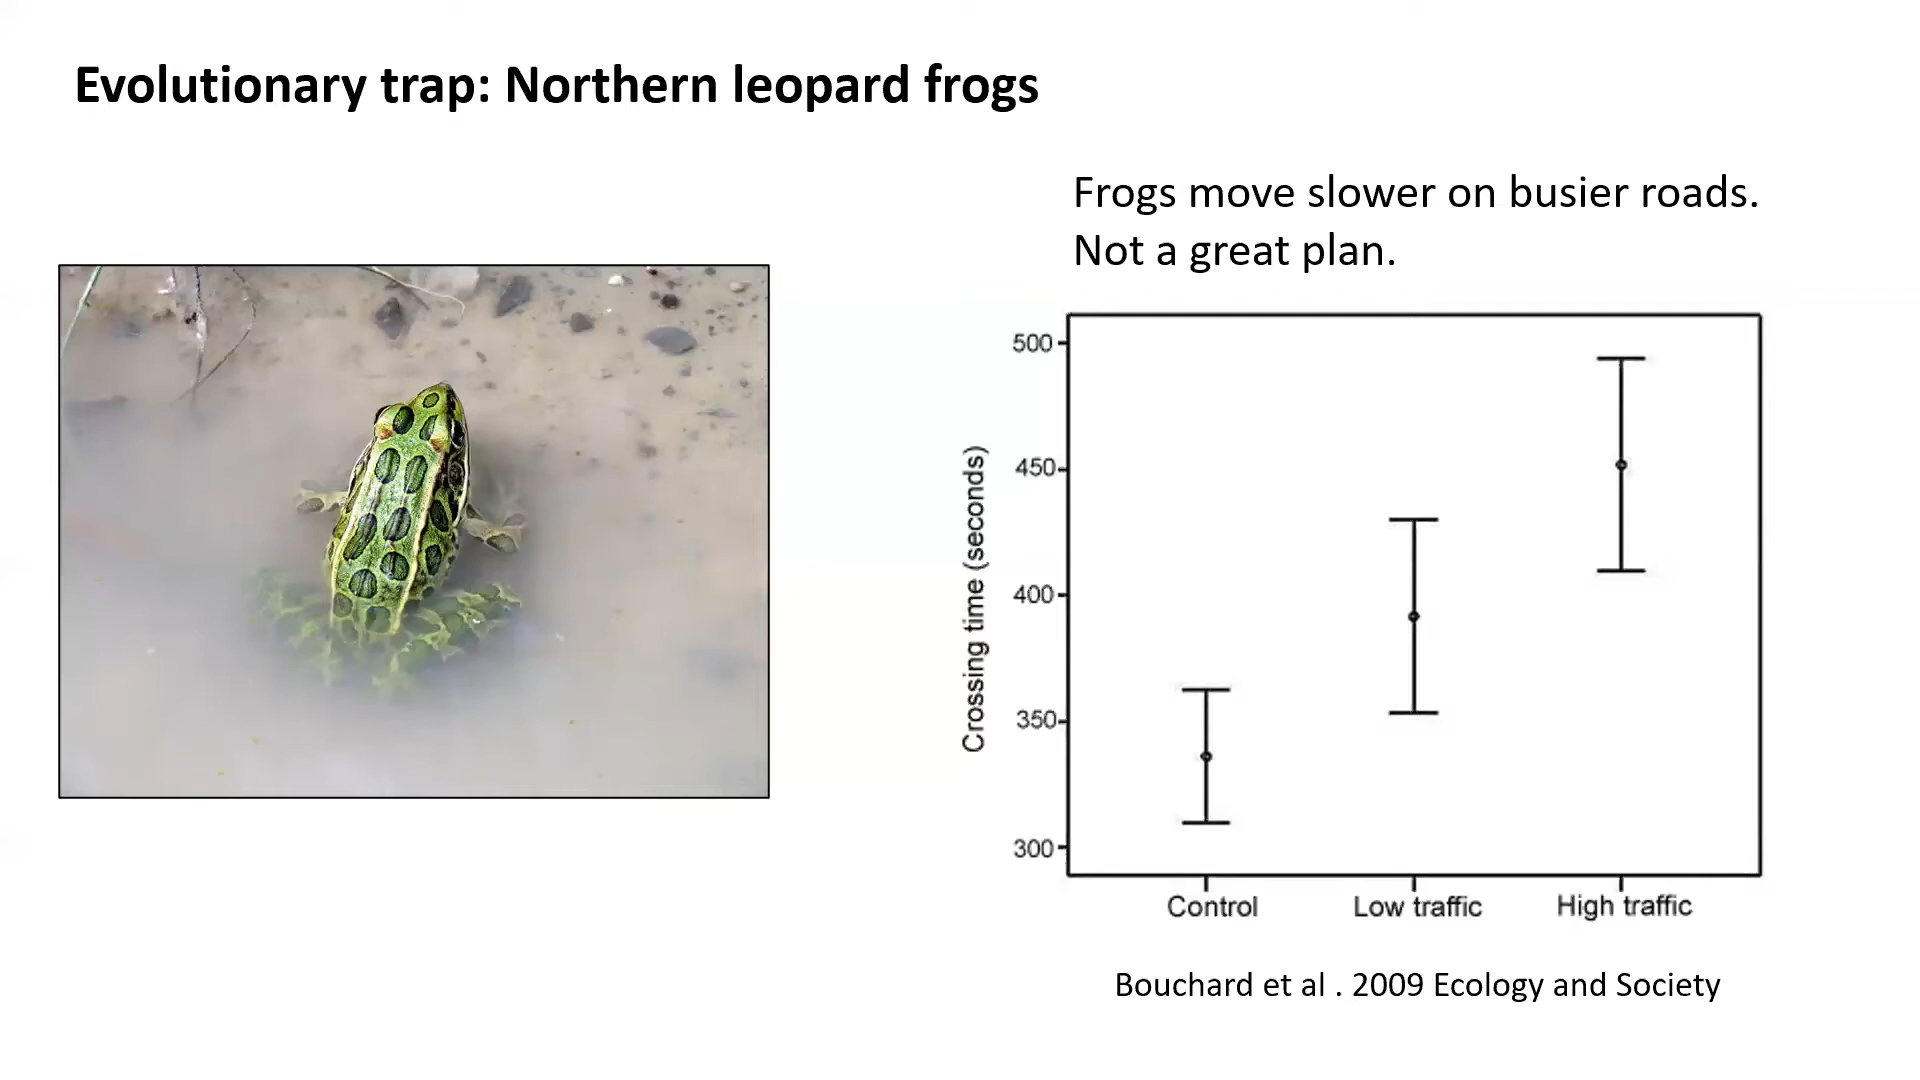 Evolutionary trap: Northern leopard frogs
Frogs move slower on busier roads.
Not a great plan.
Crossing time (seconds)
500
450
400
350
300
Control
Low traffic
High traffic
Bouchard et al . 2009 Ecology and Society